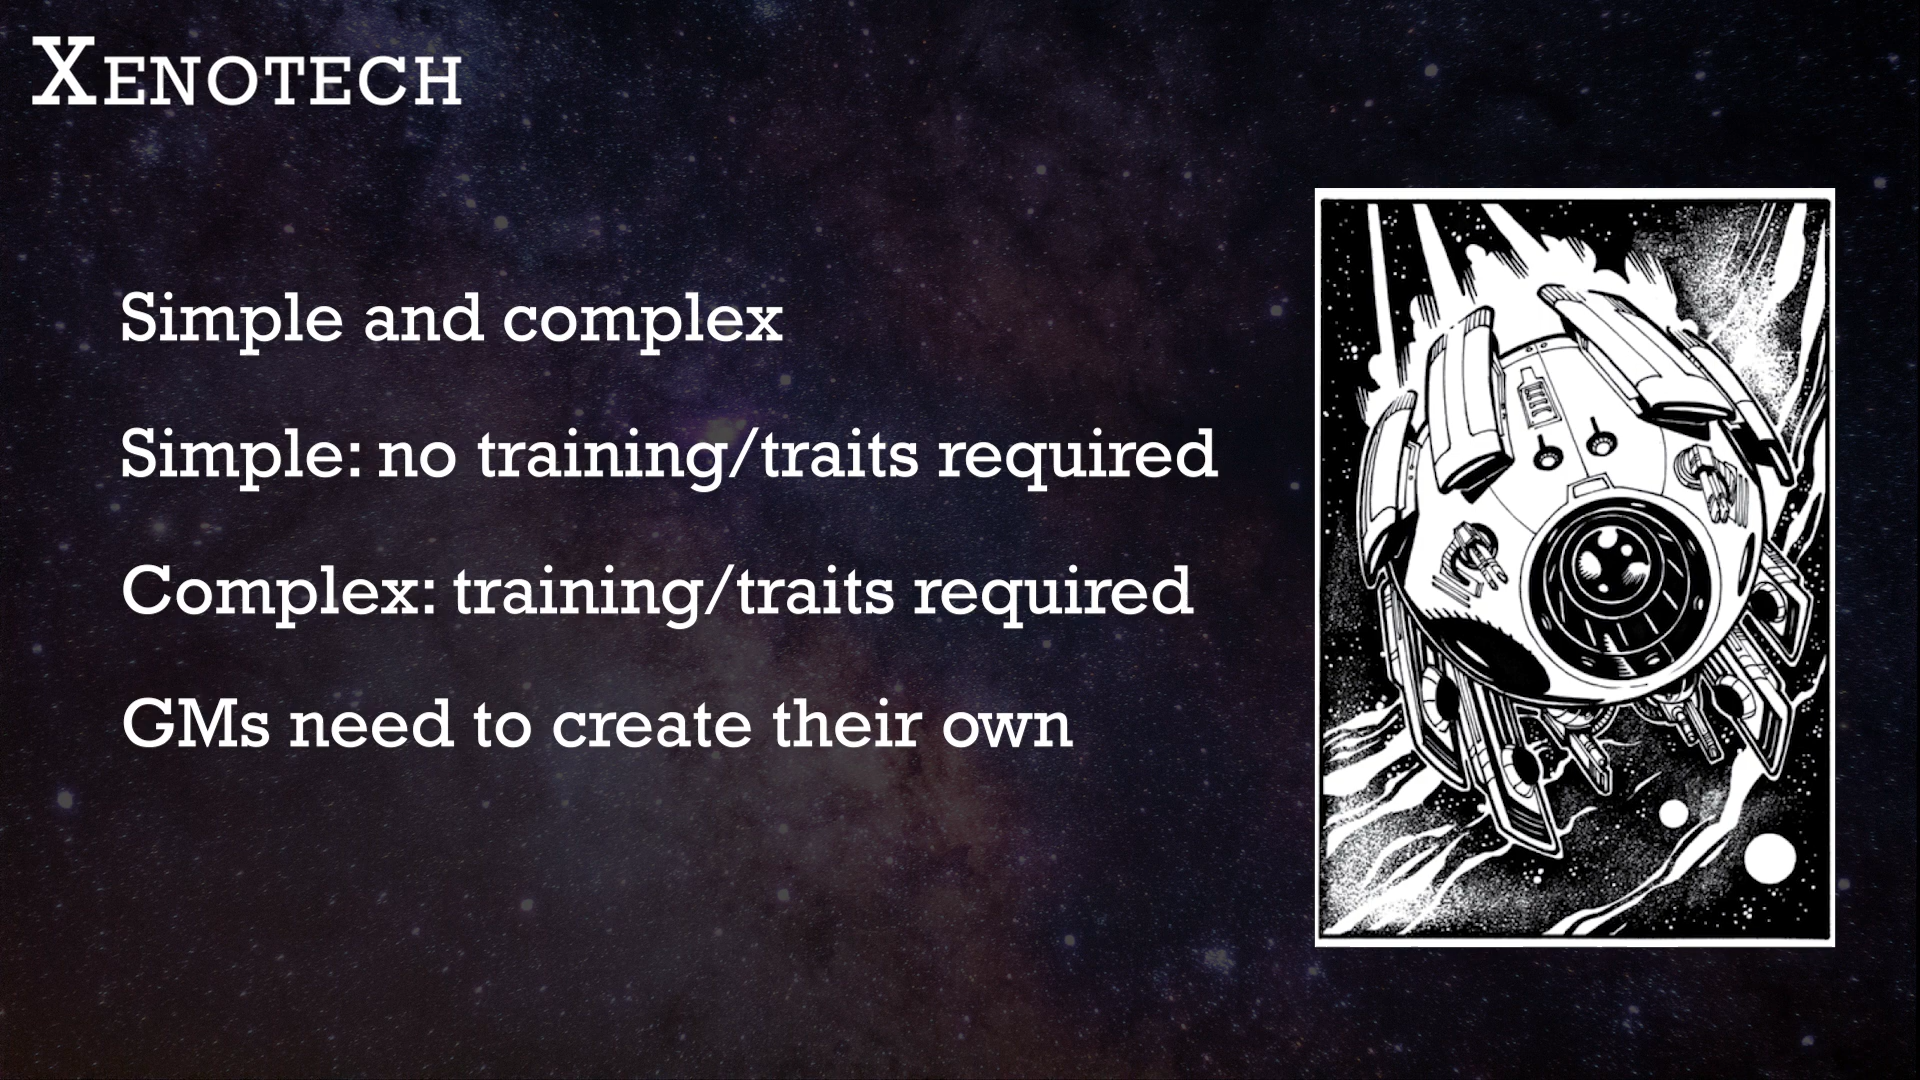 Xenotech
Simple and complex
Simple: no training/traits required
Complex: training/traits required
GMs need to create their own